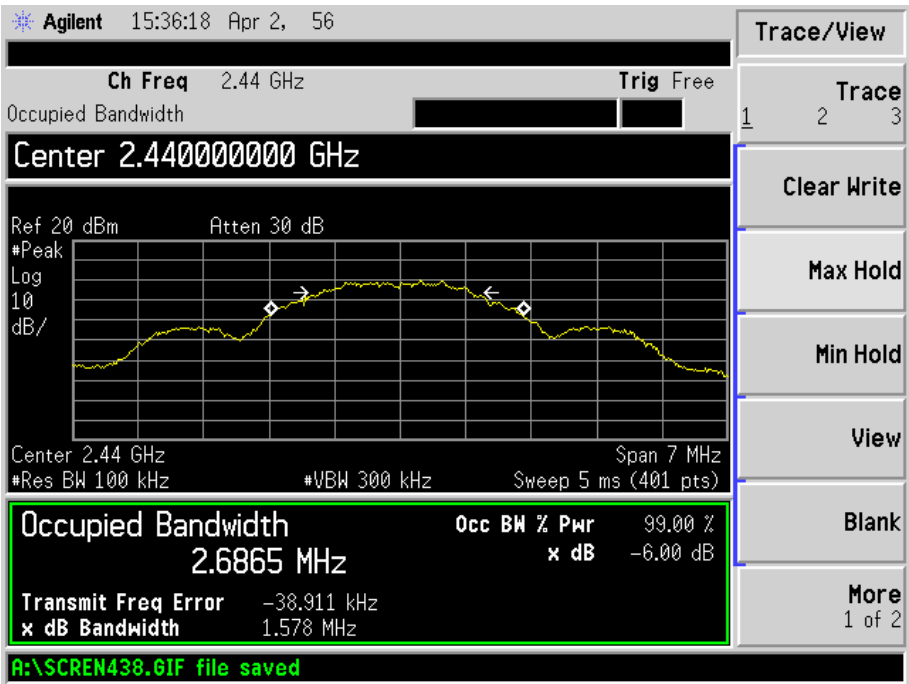 Agilent 15:36:18 Apr 2, 56
Ch Freq 2.44 GHz Trig Free
Occupied Bandwidth
Center 2.440000000 GHz
Ref 20 dBm Atten 30 dB
#Peak
Log
10
dB/
Center 2.44 GHz Span 7 MHz
#Res BW 100 kHz #VBW 300 kHz Sweep 5 ms (401 pts)
Occupied Bandwidth Occ BW % Pwr 99.00 %
2.6865 MHz x dB -6.00 dB
Transmit Freq Error -38.911 kHz
x dB Bandwidth 1.578 MHz
A:\SCREN438.GIF file saved
Trace/View
Trace
1 2 3
Clear Write
Max Hold
Min Hold
View
Blank
More
1 of 2